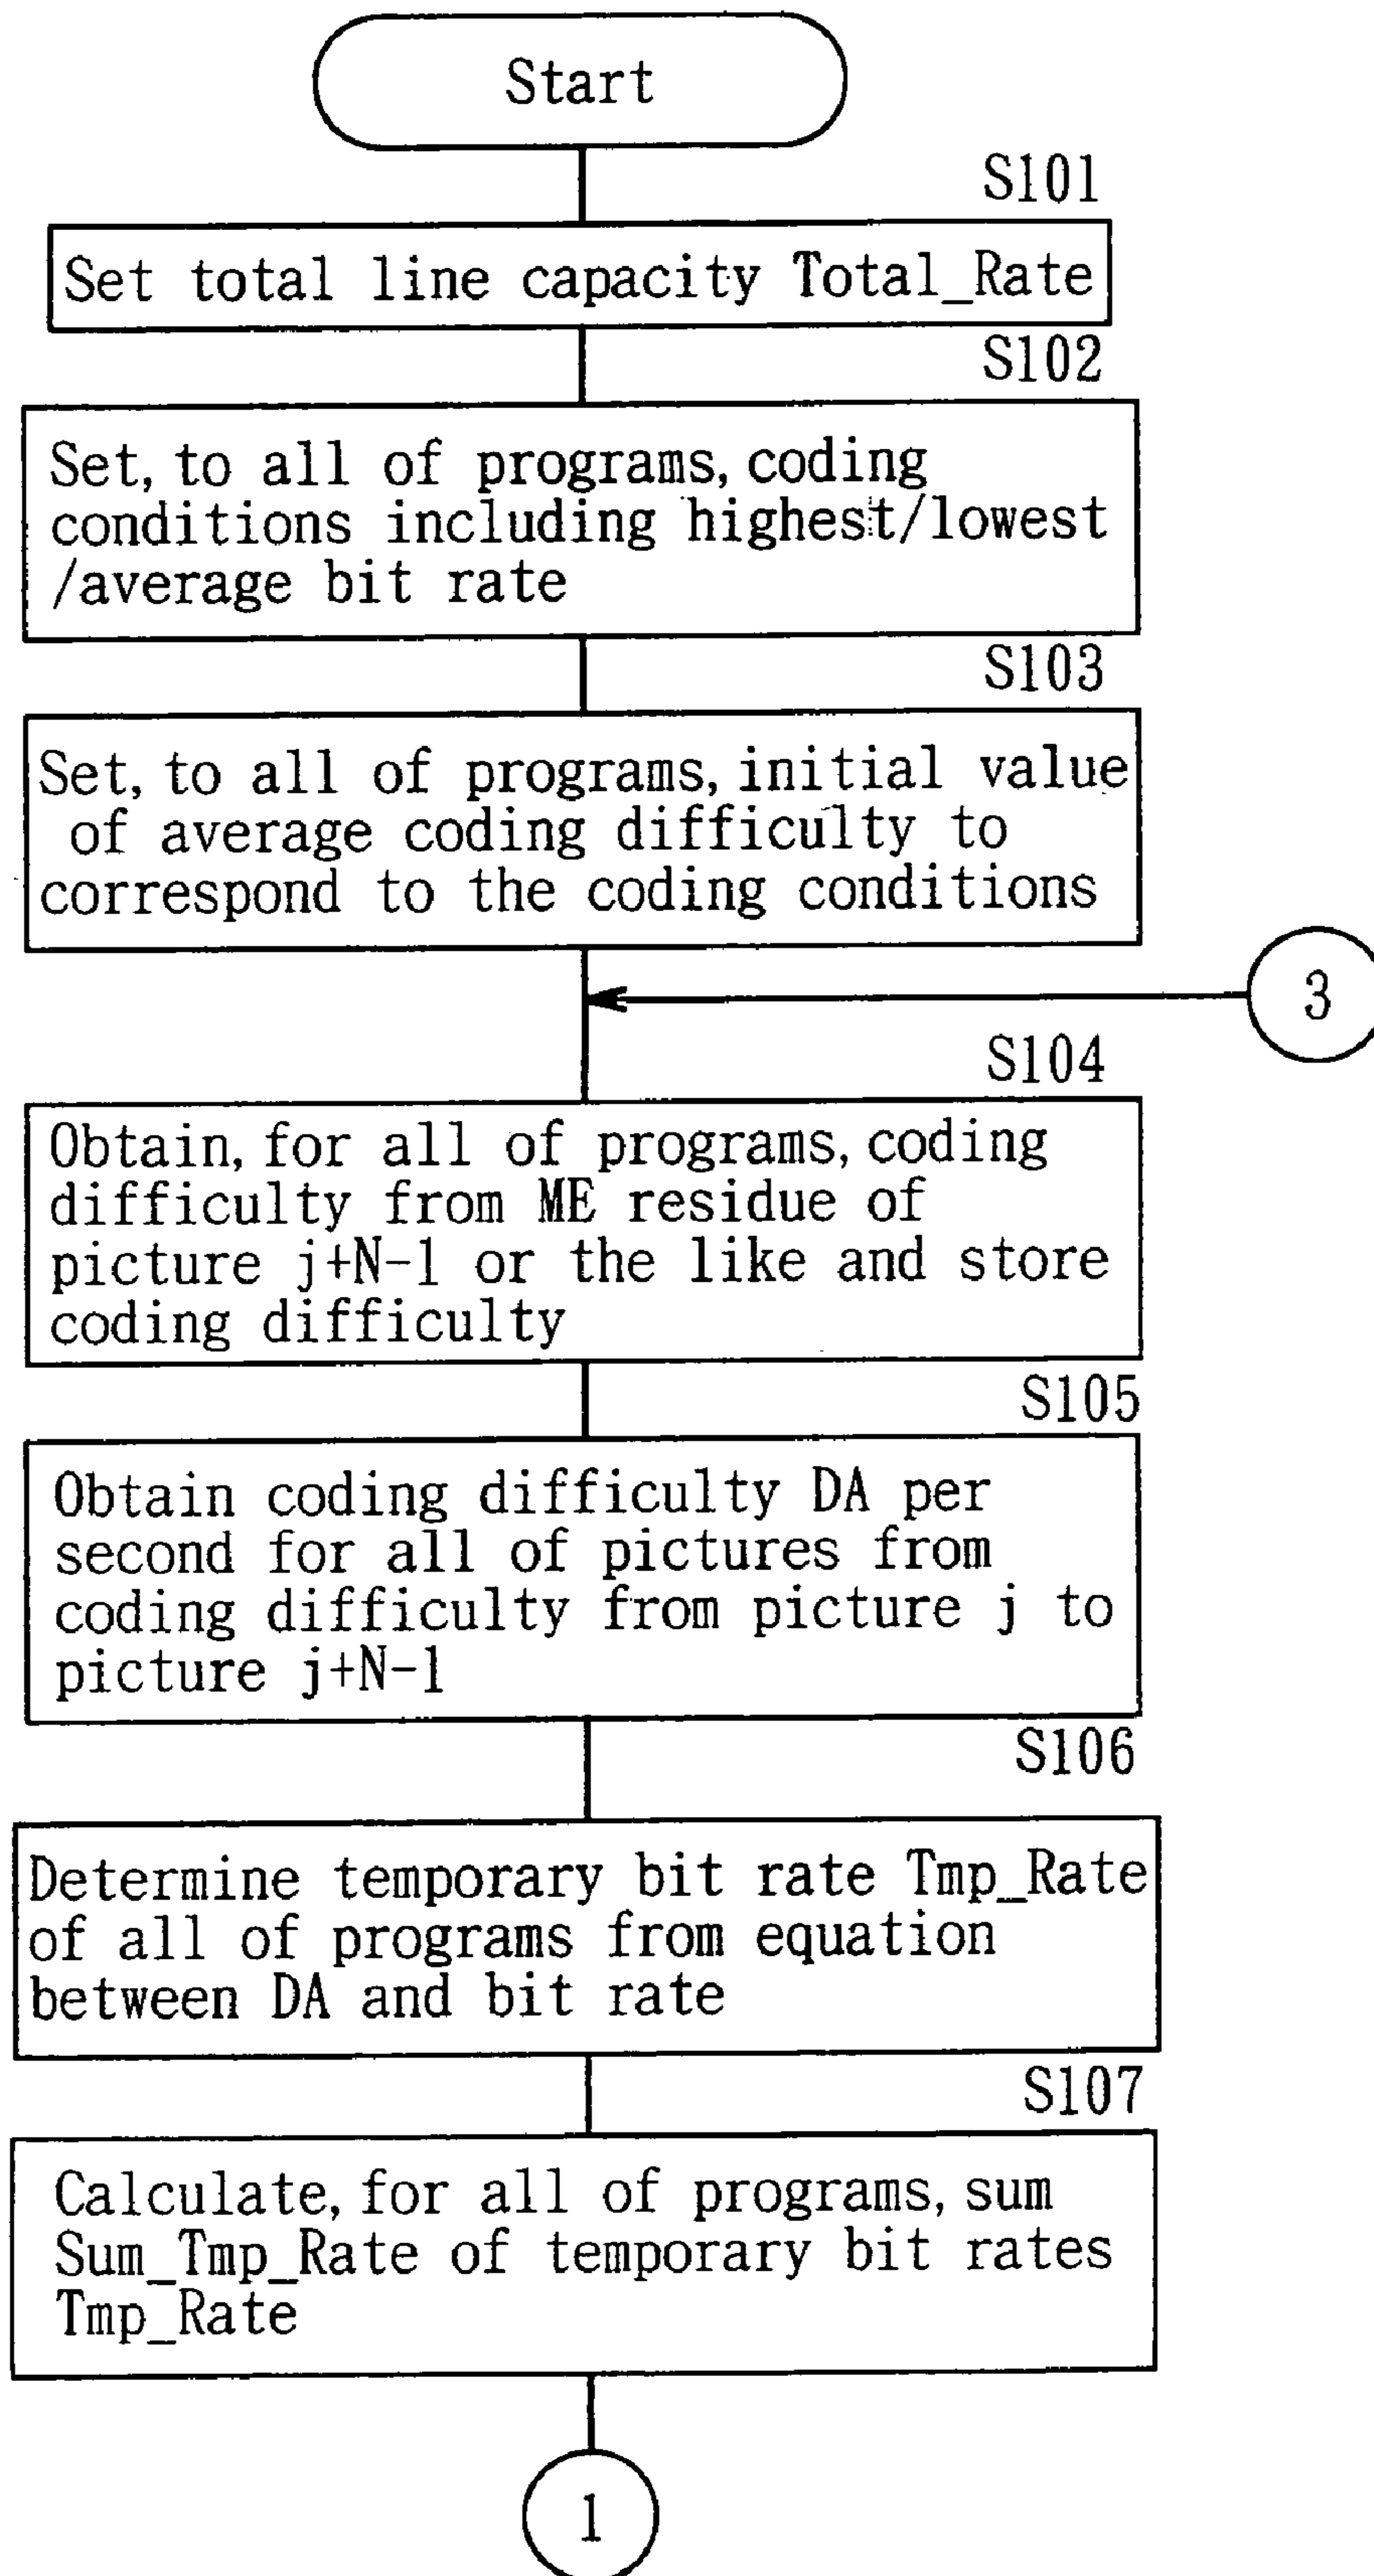 Start
S101
Set total line capacity Total_Rate
S102
Set, to all of programs, coding
conditions including highest/lowest
/average bit rate
S103
Set, to all of programs, initial value
of average coding difficulty to
correspond to the coding conditions
3
S104
Obtain, for all of programs, coding
difficulty from ME residue of
picture j+N-1 or the like and store
coding difficulty
S105
Obtain coding difficulty DA per
second for all of pictures from
coding difficulty from picture j to
picture j+N-1
S106
Determine temporary bit rate Tmp_Rate
of all of programs from equation
between DA and bit rate
S107
Calculate, for all of programs, sum
Sum_Tmp_Rate of temporary bit rates
Tmp_Rate
1